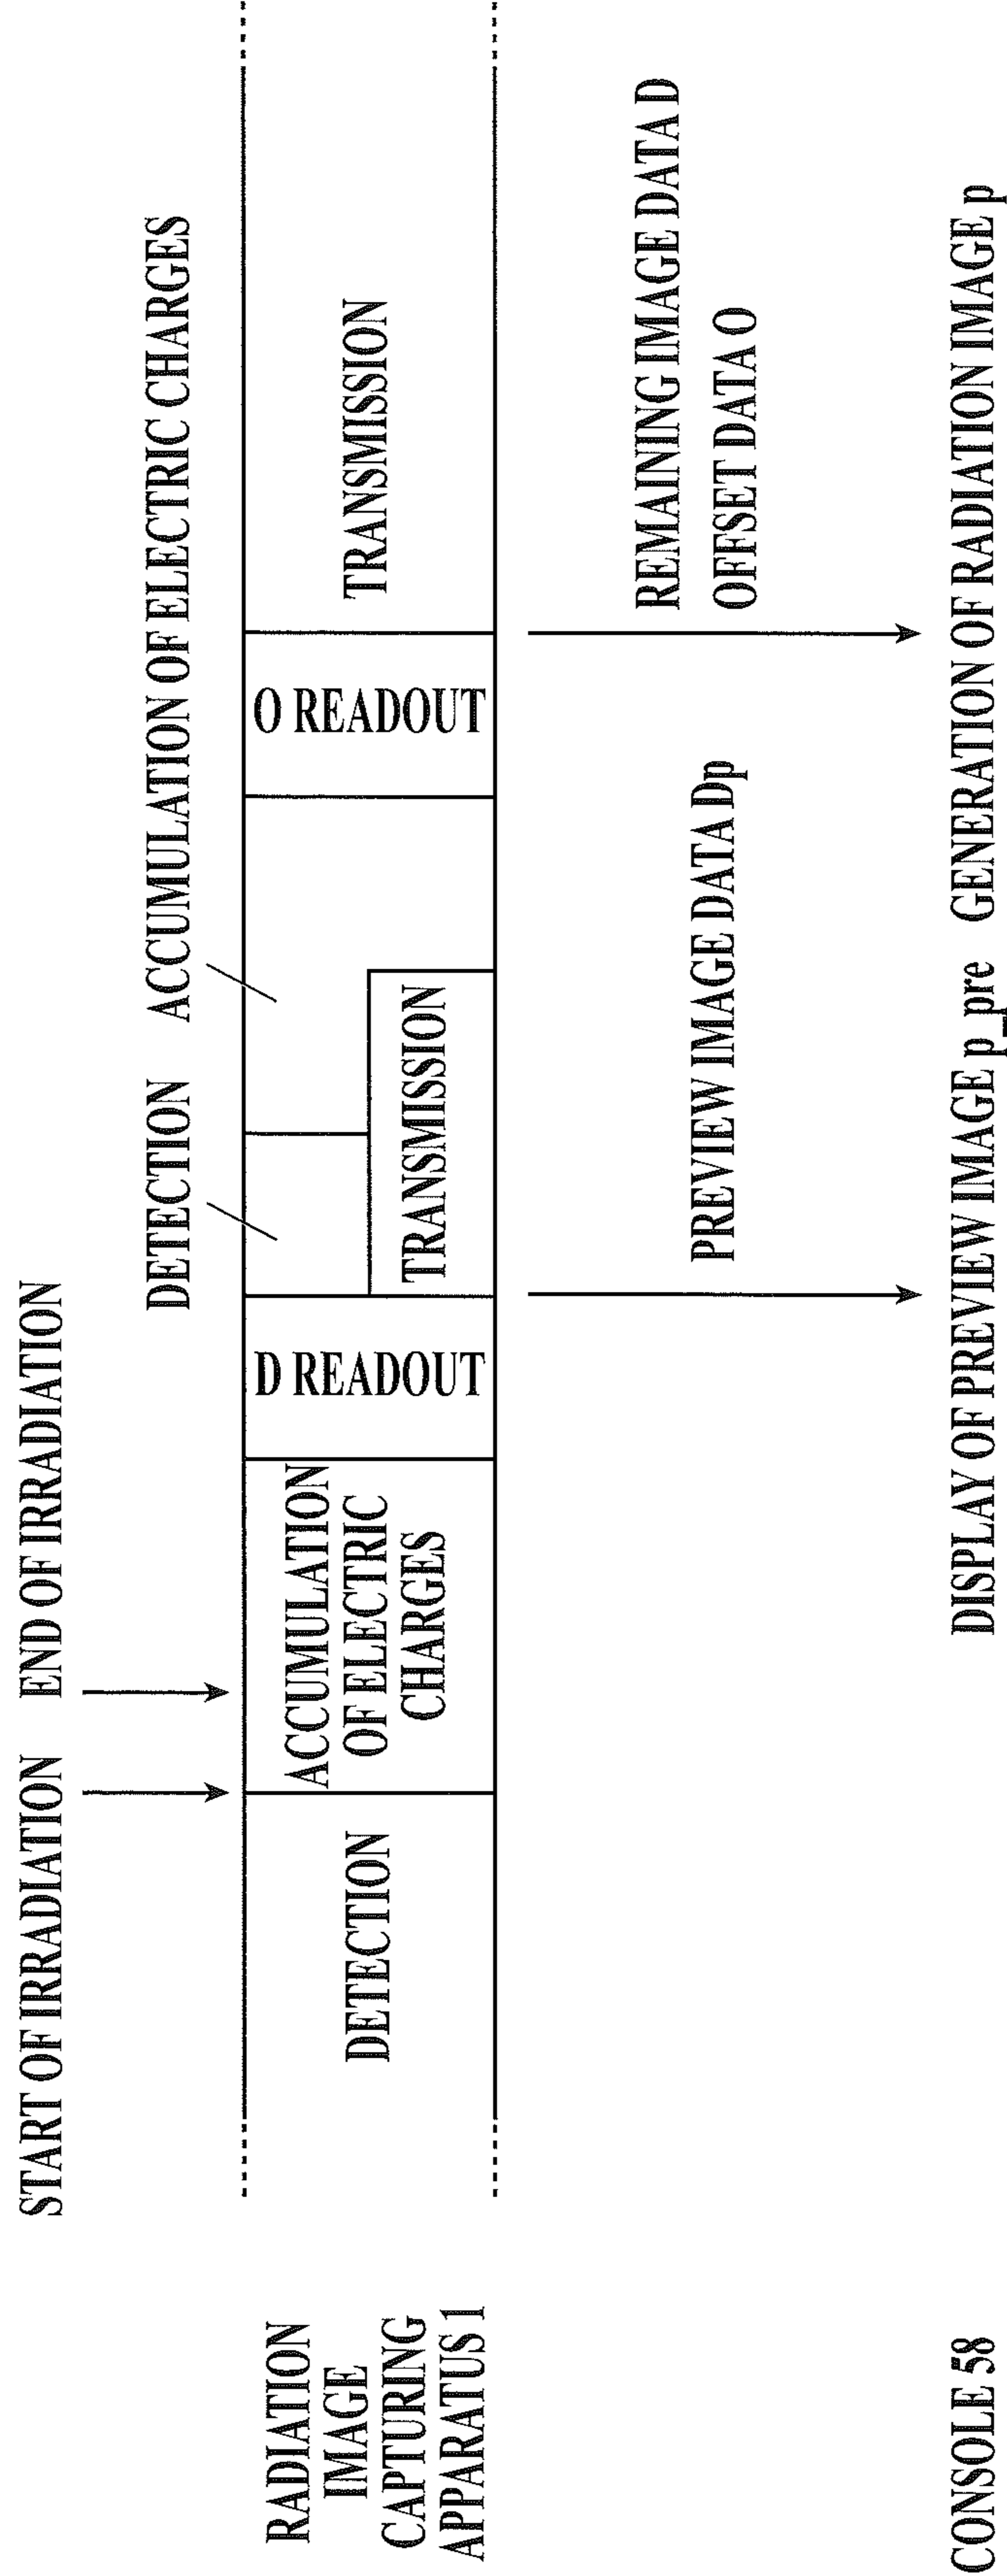 START OF IRRADIATION
END OF IRRADIATION
DETECTION
ACCUMULATION OF ELECTRIC CHARGES
RADIATION
IMAGE
CAPTURING
APPARATUS 1
DETECTION
ACCUMULATION
OF ELECTRIC
CHARGES
D READOUT
TRANSMISSION
O READOUT
TRANSMISSION
PREVIEW IMAGE DATA Dp
REMAINING IMAGE DATA D
OFFSET DATA O
CONSOLE 58
DISPLAY OF PREVIEW IMAGE p_pre
GENERATION OF RADIATION IMAGE p